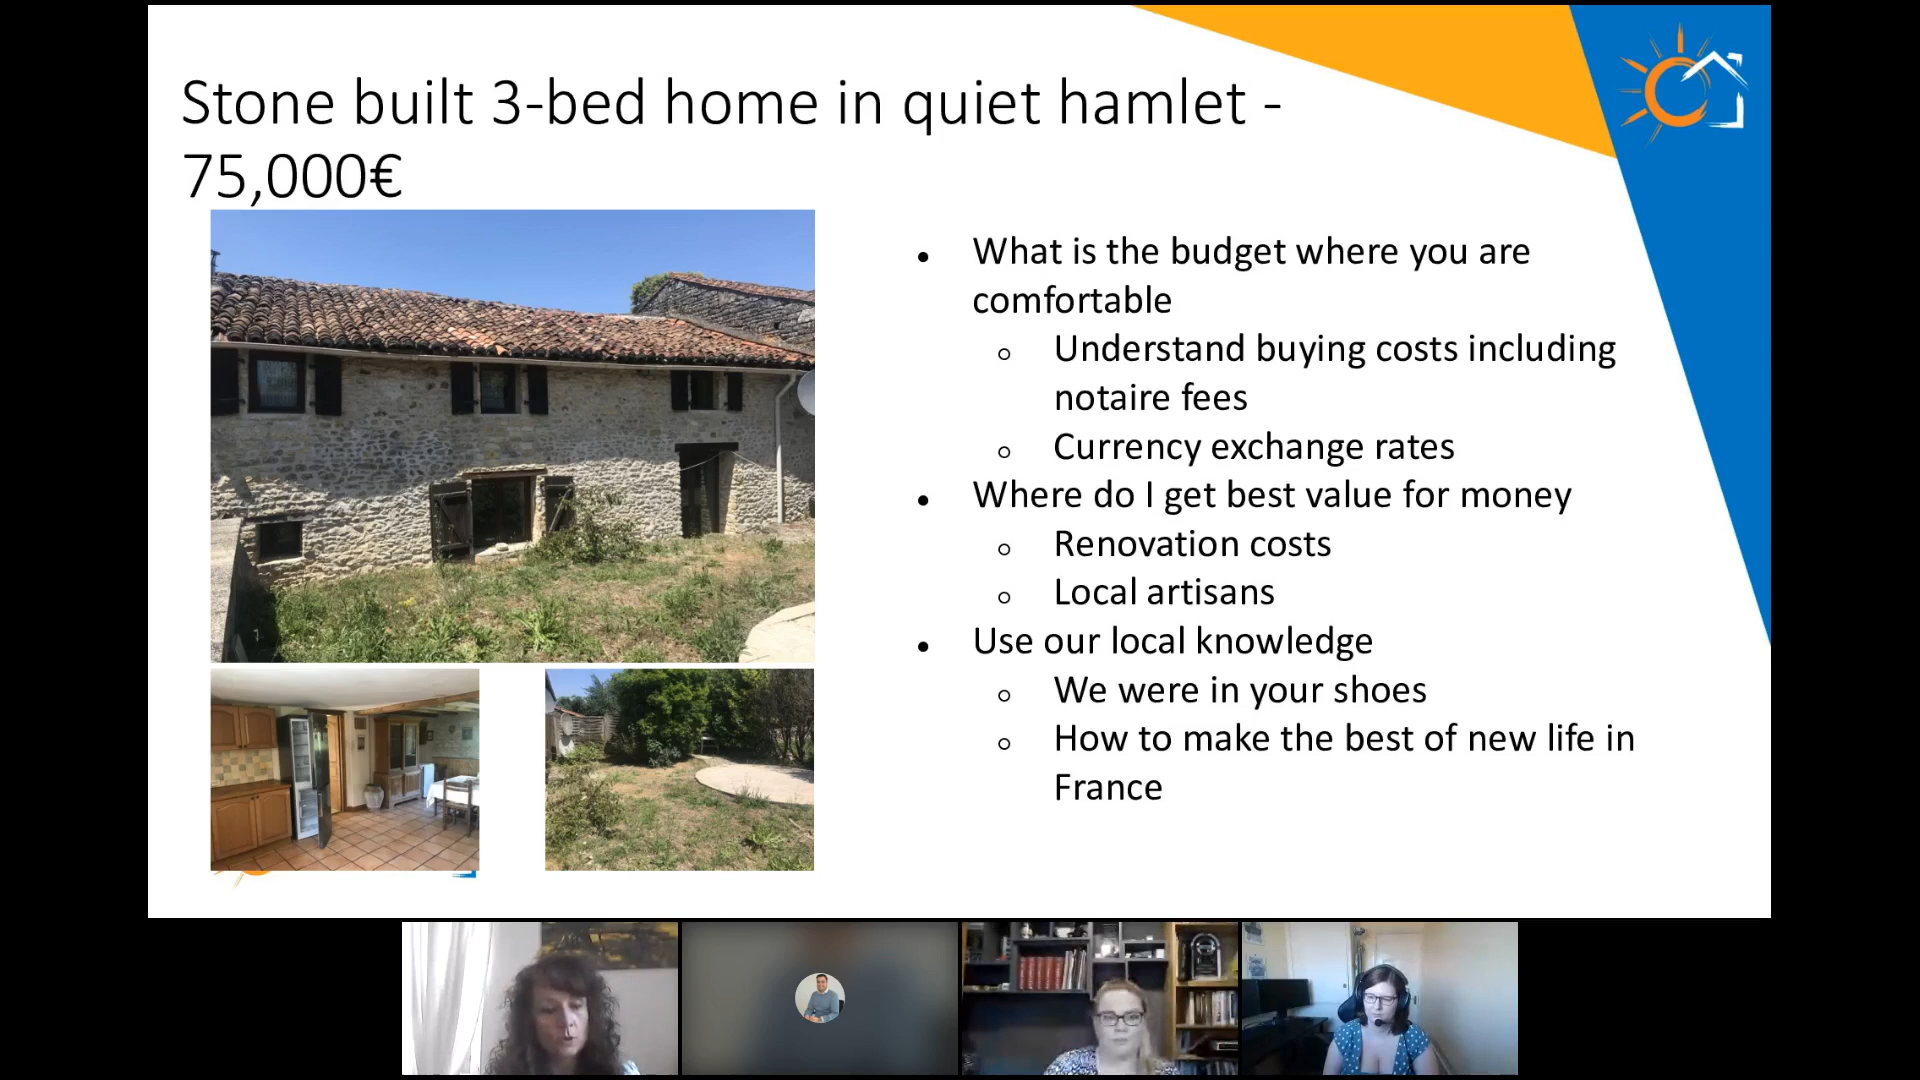 Stone built 3-bed home in quiet hamlet -
75,000€
• What is the budget where you are
comfortable
○ Understand buying costs including
notaire fees
○ Currency exchange rates
• Where do I get best value for money
○ Renovation costs
○ Local artisans
• Use our local knowledge
○ We were in your shoes
○ How to make the best of new life in
France